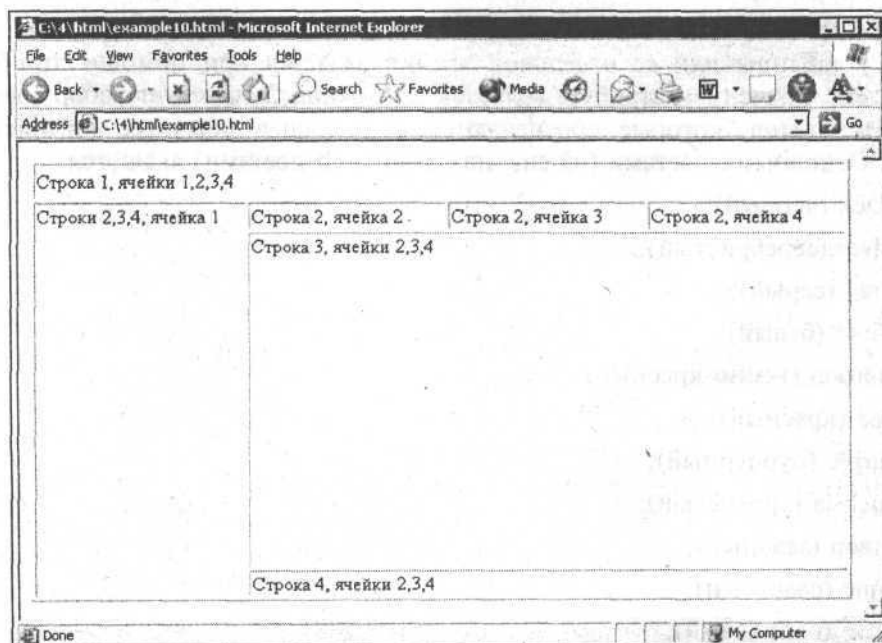 C:\4\html\example10.html - Microsoft Internet Explorer
File Edit View Favorites Tools Help
Back Search Favorites Media
Address C:\4\html\example10.html Go
Строка 1, ячейки 1,2,3,4
Строки 2,3,4, ячейка 1 Строка 2, ячейка 2 Строка 2, ячейка 3 Строка 2, ячейка 4
Строка 3, ячейки 2,3,4
Строка 4, ячейки 2,3,4
Done My Computer